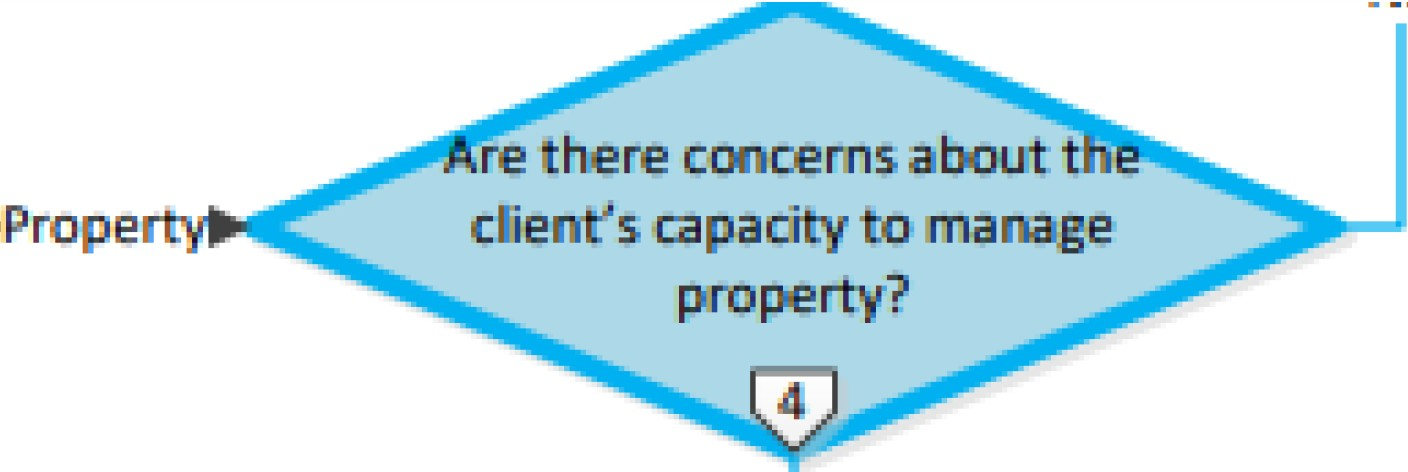 Are there concerns about the
Property
client's capacity to manage
property?
4